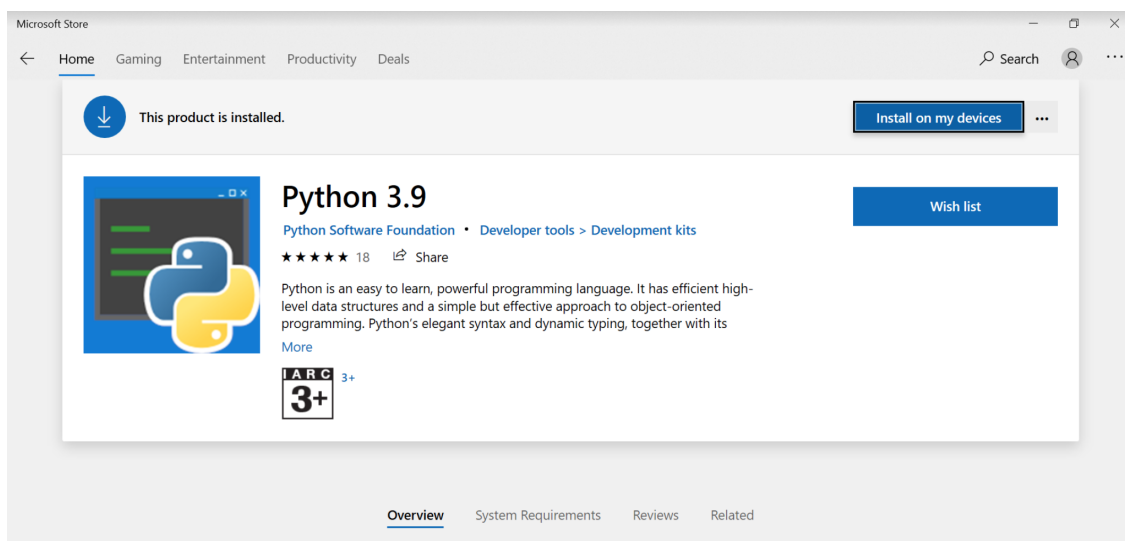 Microsoft Store
Home Gaming Entertainment Productivity Deals Search
This product is installed. Install on my devices
Python 3.9
Wish list
Python Software Foundation • Developer tools > Development kits
★★★★★ 18 Share
Python is an easy to learn, powerful programming language. It has efficient high-
level data structures and a simple but effective approach to object-oriented
programming. Python's elegant syntax and dynamic typing, together with its
More
IARC
3+
3+
Overview System Requirements Reviews Related